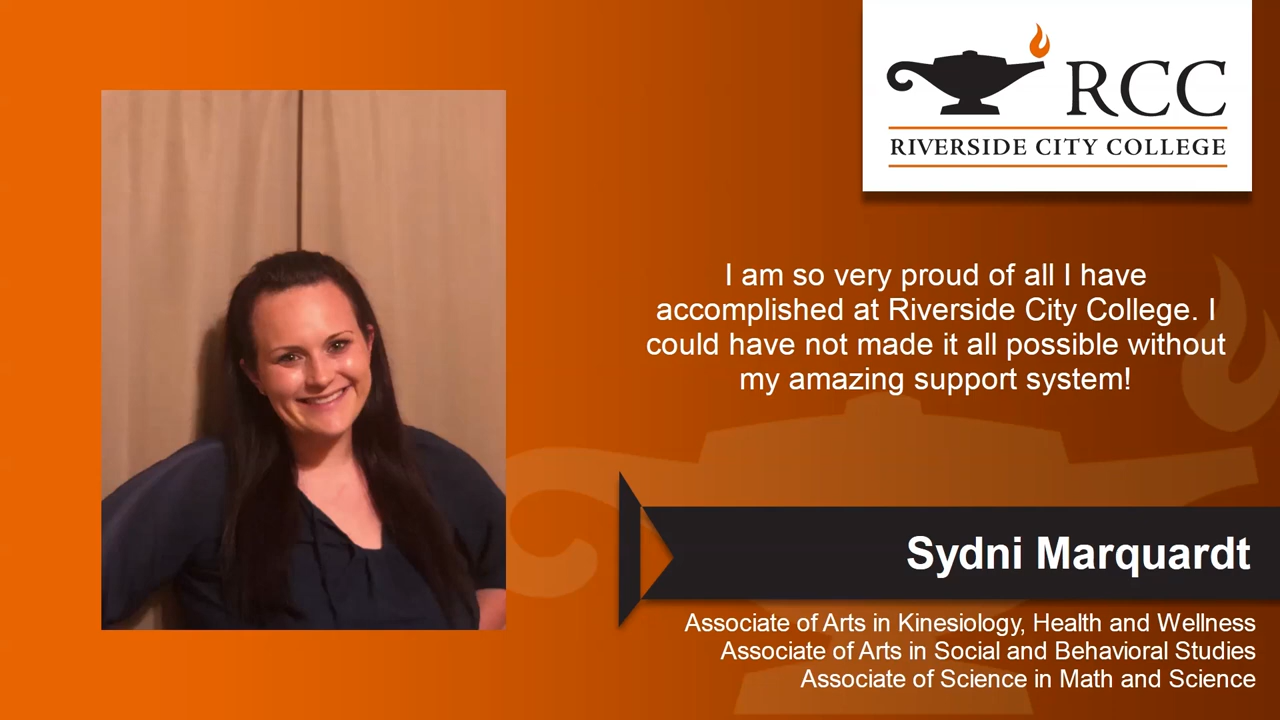 RCC
RIVERSIDE CITY COLLEGE
I am so very proud of all I have
accomplished at Riverside City College. I
could have not made it all possible without
my amazing support system!
Sydni Marquardt
Associate of Arts in Kinesiology, Health and Wellness
Associate of Arts in Social and Behavioral Studies
Associate of Science in Math and Science